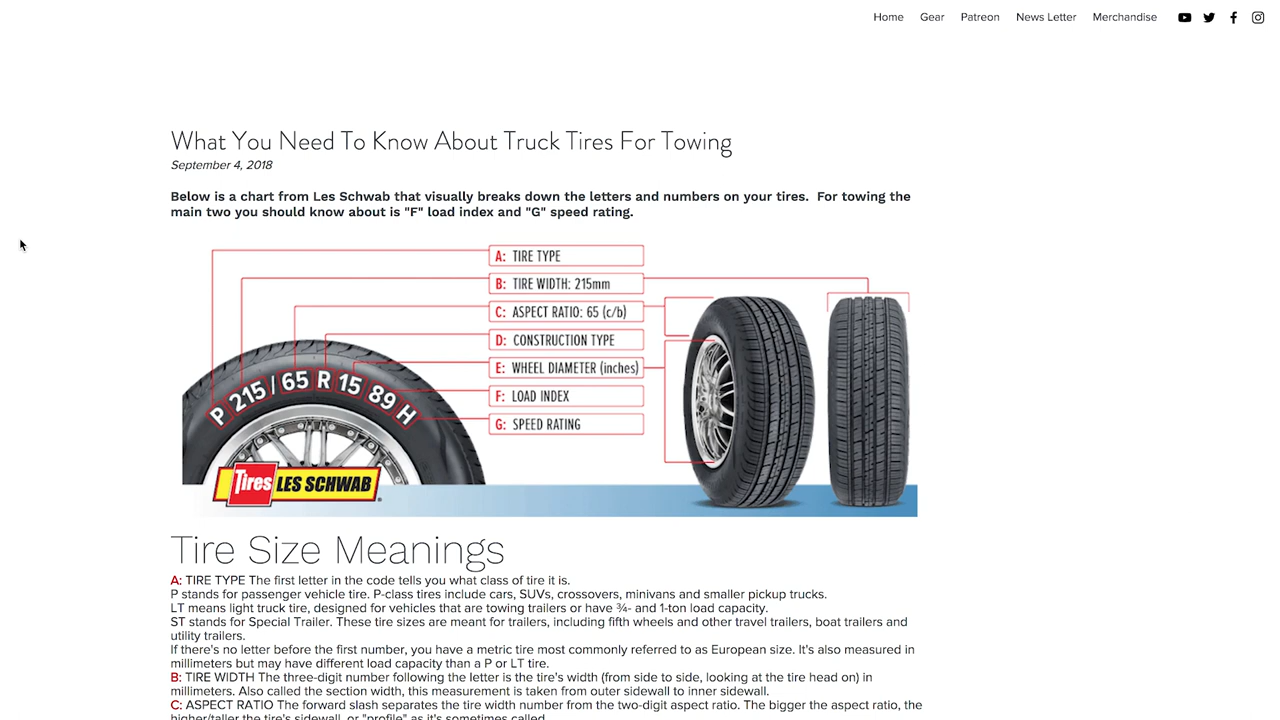 Home Gear Patreon News Letter Merchandise
What You Need To Know About Truck Tires For Towing
September 4, 2018
Below is a chart from Les Schwab that visually breaks down the letters and numbers on your tires.  For towing the
main two you should know about is "F" load index and "G" speed rating.
A: TIRE TYPE
B: TIRE WIDTH: 215mm
C: ASPECT RATIO: 65 (c/b)
D: CONSTRUCTION TYPE
E: WHEEL DIAMETER (inches)
F: LOAD INDEX
G: SPEED RATING
P 215 / 65 R 15 89 H
Tires LES SCHWAB
Tire Size Meanings
A: TIRE TYPE The first letter in the code tells you what class of tire it is.
P stands for passenger vehicle tire. P-class tires include cars, SUVs, crossovers, minivans and smaller pickup trucks.
LT means light truck tire, designed for vehicles that are towing trailers or have ¾- and 1-ton load capacity.
ST stands for Special Trailer. These tire sizes are meant for trailers, including fifth wheels and other travel trailers, boat trailers and
utility trailers.
If there's no letter before the first number, you have a metric tire most commonly referred to as European size. It's also measured in
millimeters but may have different load capacity than a P or LT tire.
B: TIRE WIDTH The three-digit number following the letter is the tire's width (from side to side, looking at the tire head on) in
millimeters. Also called the section width, this measurement is taken from outer sidewall to inner sidewall.
C: ASPECT RATIO The forward slash separates the tire width number from the two-digit aspect ratio. The bigger the aspect ratio, the
higher/taller the tire's sidewall, or "profile" as it's sometimes called.